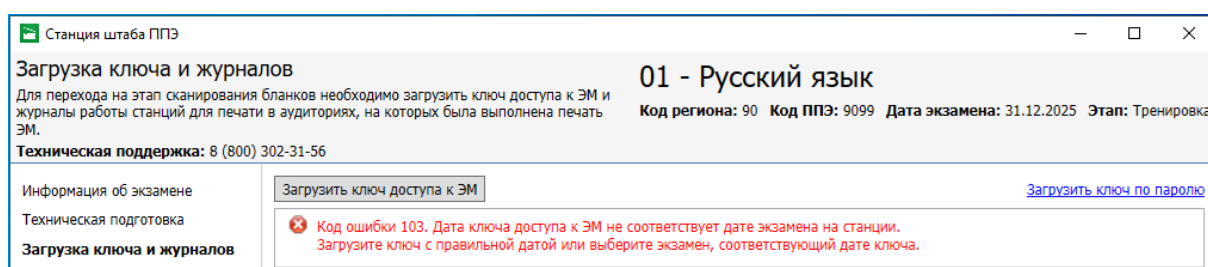 Станция штаба ППЭ
Загрузка ключа и журналов
Для перехода на этап сканирования бланков необходимо загрузить ключ доступа к ЭМ и
журналы работы станций для печати в аудиториях, на которых была выполнена печать
ЭМ.
Техническая поддержка: 8 (800) 302-31-56
01 - Русский язык
Код региона: 90 Код ППЭ: 9099 Дата экзамена: 31.12.2025 Этап: Тренировка
Информация об экзамене
Техническая подготовка
Загрузка ключа и журналов
Загрузить ключ доступа к ЭМ
Загрузить ключ по паролю
Код ошибки 103. Дата ключа доступа к ЭМ не соответствует дате экзамена на станции.
Загрузите ключ с правильной датой или выберите экзамен, соответствующий дате ключа.